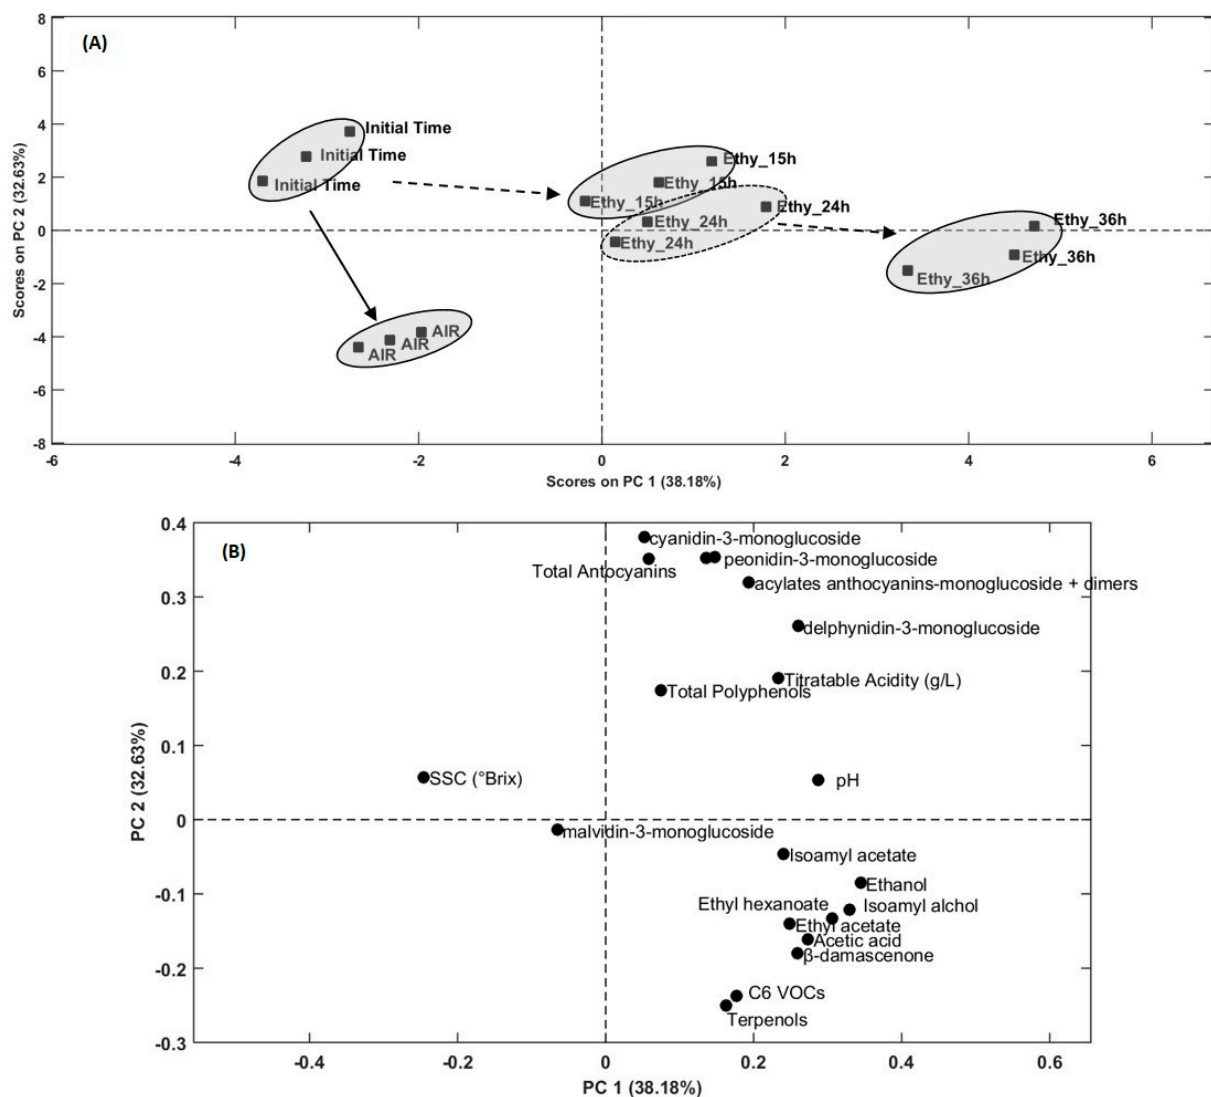 (A)
8
6
4
2
0
-2
-4
-6
-8
Scores on PC 2 (32.63%)
Initial Time
Initial Time
Initial Time
Ethy_15h
Ethy_15h
Ethy_15h
Ethy_24h
Ethy_24h
Ethy_24h
Ethy_36h
Ethy_36h
Ethy_36h
AIR
AIR
AIR
-6
-4
-2
0
2
4
6
Scores on PC 1 (38.18%)
(B)
0.4
0.3
0.2
0.1
0
-0.1
-0.2
-0.3
PC 2 (32.63%)
cyanidin-3-monoglucoside
Total Antocyanins
peonidin-3-monoglucoside
acylates anthocyanins-monoglucoside + dimers
delphynidin-3-monoglucoside
Titratable Acidity (g/L)
Total Polyphenols
SSC (°Brix)
pH
malvidin-3-monoglucoside
Isoamyl acetate
Ethanol
Ethyl hexanoate
Isoamyl alchol
Ethyl acetate
Acetic acid
β-damascenone
C6 VOCs
Terpenols
-0.4
-0.2
0
0.2
0.4
0.6
PC 1 (38.18%)